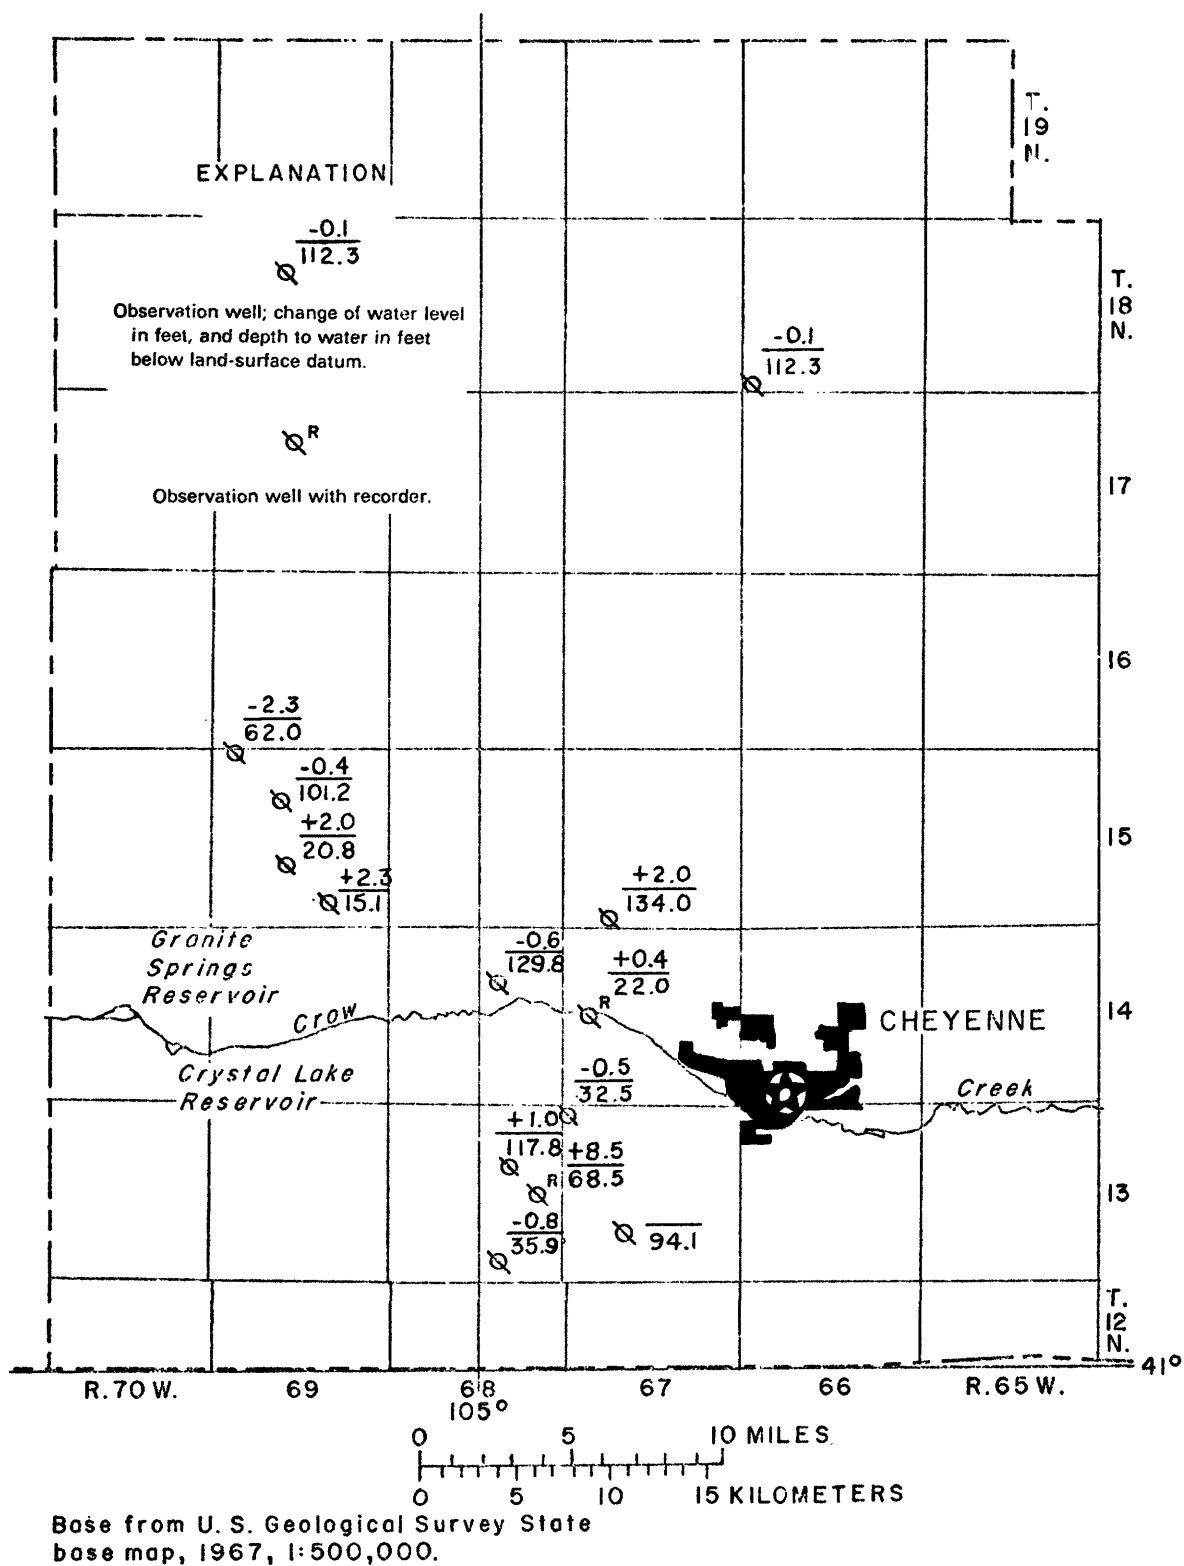 T.
19
N.
EXPLANATION
-0.1
112.3
Observation well; change of water level
in feet, and depth to water in feet
below land-surface datum.
T.
18
N.
-0.1
112.3
R
Observation well with recorder.
17
16
-2.3
62.0
-0.4
101.2
+2.0
20.8
15
+2.3
15.1
+2.0
134.0
Granite
Springs
Reservoir
-0.6
129.8
+0.4
22.0
R
Crow
14
CHEYENNE
Crystal Lake
Reservoir
-0.5
32.5
Creek
+1.0
117.8
+8.5
68.5
R
13
-0.8
35.9
94.1
T.
12
N.
41°
R.70 W. 69 68 67 66 R.65 W.
105°
0 5 10 MILES
0 5 10 15 KILOMETERS
Base from U. S. Geological Survey State
base map, 1967, 1:500,000.